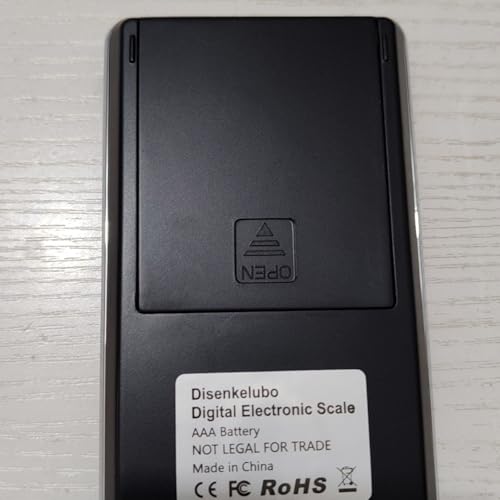 OPEN
Disenkelubo
Digital Electronic Scale
AAA Battery
NOT LEGAL FOR TRADE
Made in China
CE FC RoHS